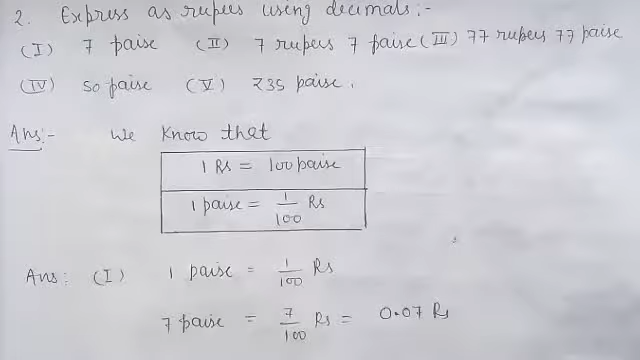 2. Express as rupees using decimals:-
(I) 7 paise (II) 7 rupers 7 paise (III) 77 rupers 77 paise
(IV) 50 paise (V) 235 paise.
Ans:- We Know that
1 Rs = 100 paise
1 paise = 1/100 Rs
Ans: (I) 1 paise = 1/100 Rs
7 paise = 7/100 Rs = 0.07 Rs